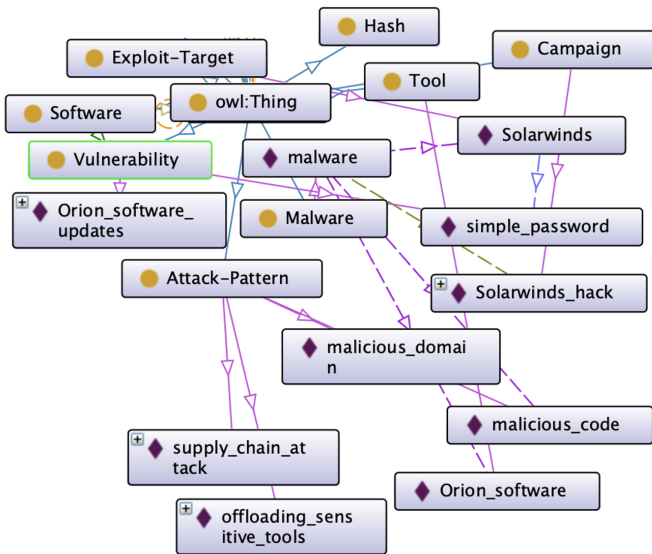 Hash
Campaign
Exploit-Target
Tool
owl:Thing
Software
Solarwinds
Vulnerability
malware
Orion_software_
updates
Malware
simple_password
Attack-Pattern
Solarwinds_hack
malicious_domai
n
malicious_code
supply_chain_at
tack
Orion_software
offloading_sens
itive_tools